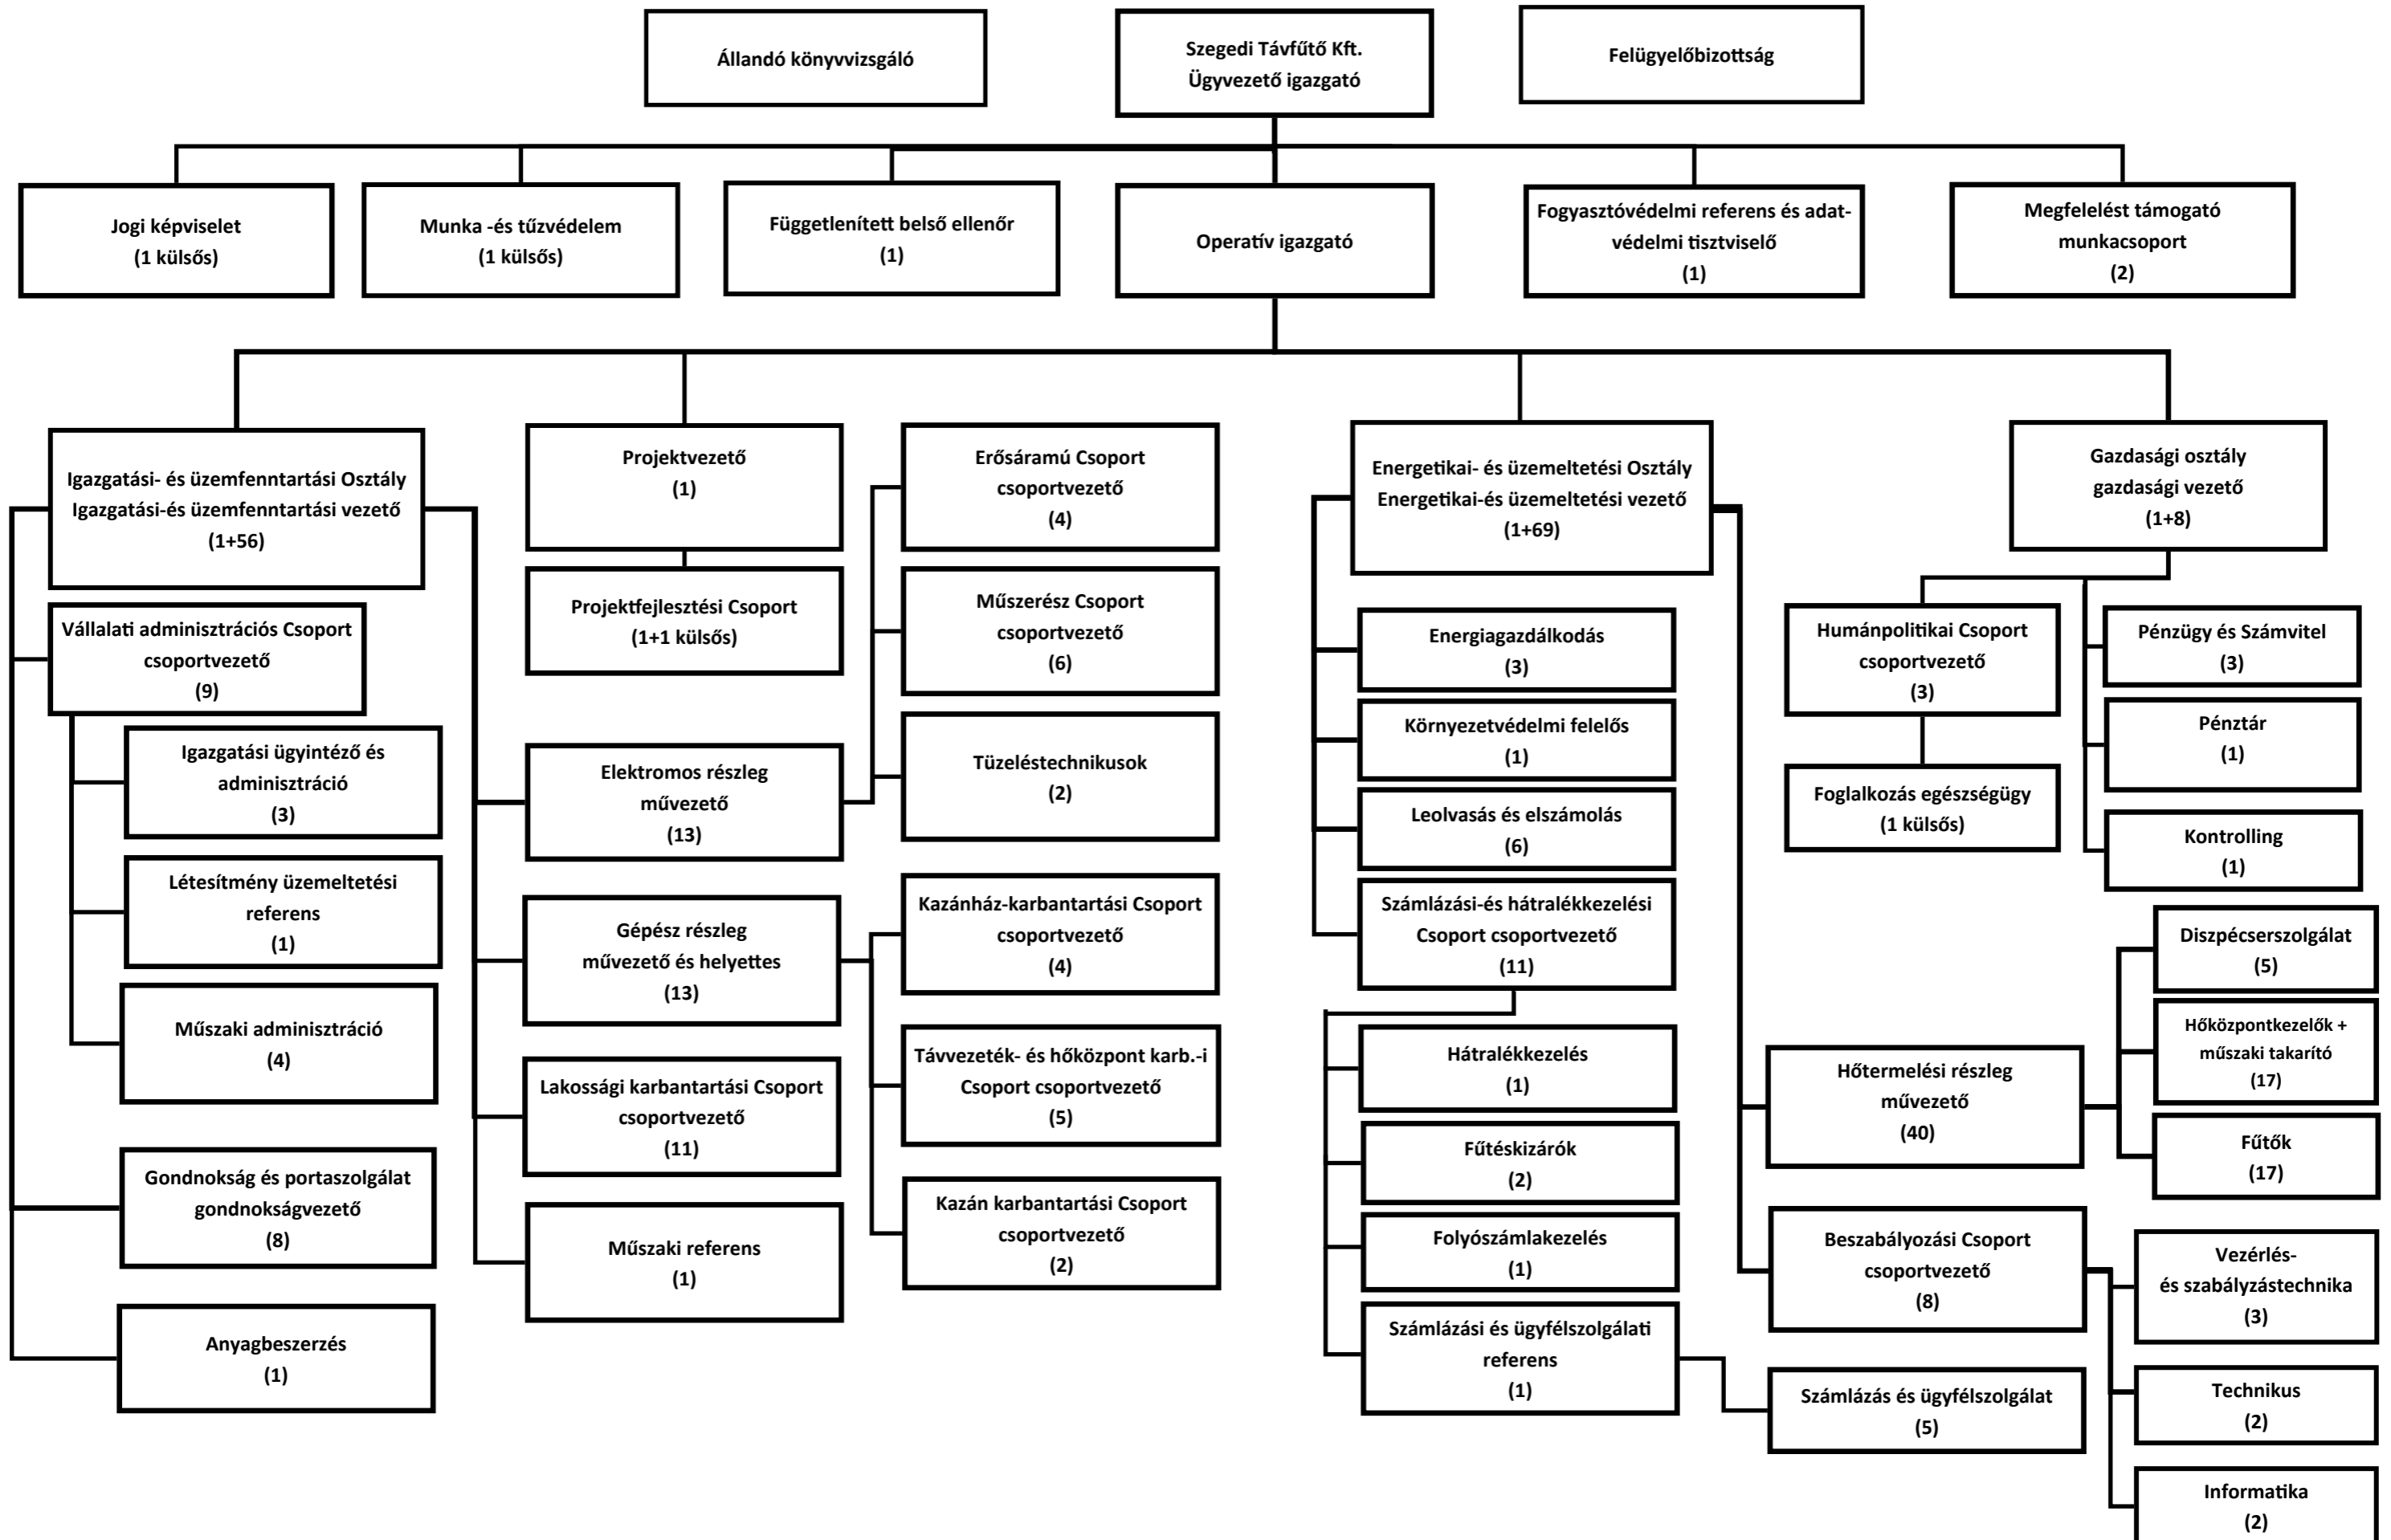 Állandó könyvvizsgáló
Szegedi Távfűtő Kft.
Ügyvezető igazgató
Felügyelőbizottság
Jogi képviselet
(1 külsős)
Munka -és tűzvédelem
(1 külsős)
Függetlenített belső ellenőr
(1)
Operatív igazgató
Fogyasztóvédelmi referens és adat-
védelmi tisztviselő
(1)
Megfelelést támogató
munkacsoport
(2)
Igazgatási- és üzemfenntartási Osztály
Igazgatási-és üzemfenntartási vezető
(1+56)
Vállalati adminisztrációs Csoport
csoportvezető
(9)
Igazgatási ügyintéző és
adminisztráció
(3)
Létesítmény üzemeltetési
referens
(1)
Műszaki adminisztráció
(4)
Gondnokság és portaszolgálat
gondnokságvezető
(8)
Anyagbeszerzés
(1)
Projektvezető
(1)
Projektfejlesztési Csoport
(1+1 külsős)
Elektromos részleg
művezető
(13)
Gépész részleg
művezető és helyettes
(13)
Lakossági karbantartási Csoport
csoportvezető
(11)
Műszaki referens
(1)
Erősáramú Csoport
csoportvezető
(4)
Műszerész Csoport
csoportvezető
(6)
Tüzeléstechnikusok
(2)
Kazánház-karbantartási Csoport
csoportvezető
(4)
Távvezeték- és hőközpont karb.-i
Csoport csoportvezető
(5)
Kazán karbantartási Csoport
csoportvezető
(2)
Energetikai- és üzemeltetési Osztály
Energetikai-és üzemeltetési vezető
(1+69)
Energiagazdálkodás
(3)
Környezetvédelmi felelős
(1)
Leolvasás és elszámolás
(6)
Számlázási-és hátralékkezelési
Csoport csoportvezető
(11)
Hátralékkezelés
(1)
Fűtéskizárók
(2)
Folyószámlakezelés
(1)
Számlázási és ügyfélszolgálati
referens
(1)
Számlázás és ügyfélszolgálat
(5)
Gazdasági osztály
gazdasági vezető
(1+8)
Humánpolitikai Csoport
csoportvezető
(3)
Foglalkozás egészségügy
(1 külsős)
Pénzügy és Számvitel
(3)
Pénztár
(1)
Kontrolling
(1)
Hőtermelési részleg
művezető
(40)
Diszpécserszolgálat
(5)
Hőközpontkezelők +
műszaki takarító
(17)
Fűtők
(17)
Beszabályozási Csoport
csoportvezető
(8)
Vezérlés-
és szabályzástechnika
(3)
Technikus
(2)
Informatika
(2)